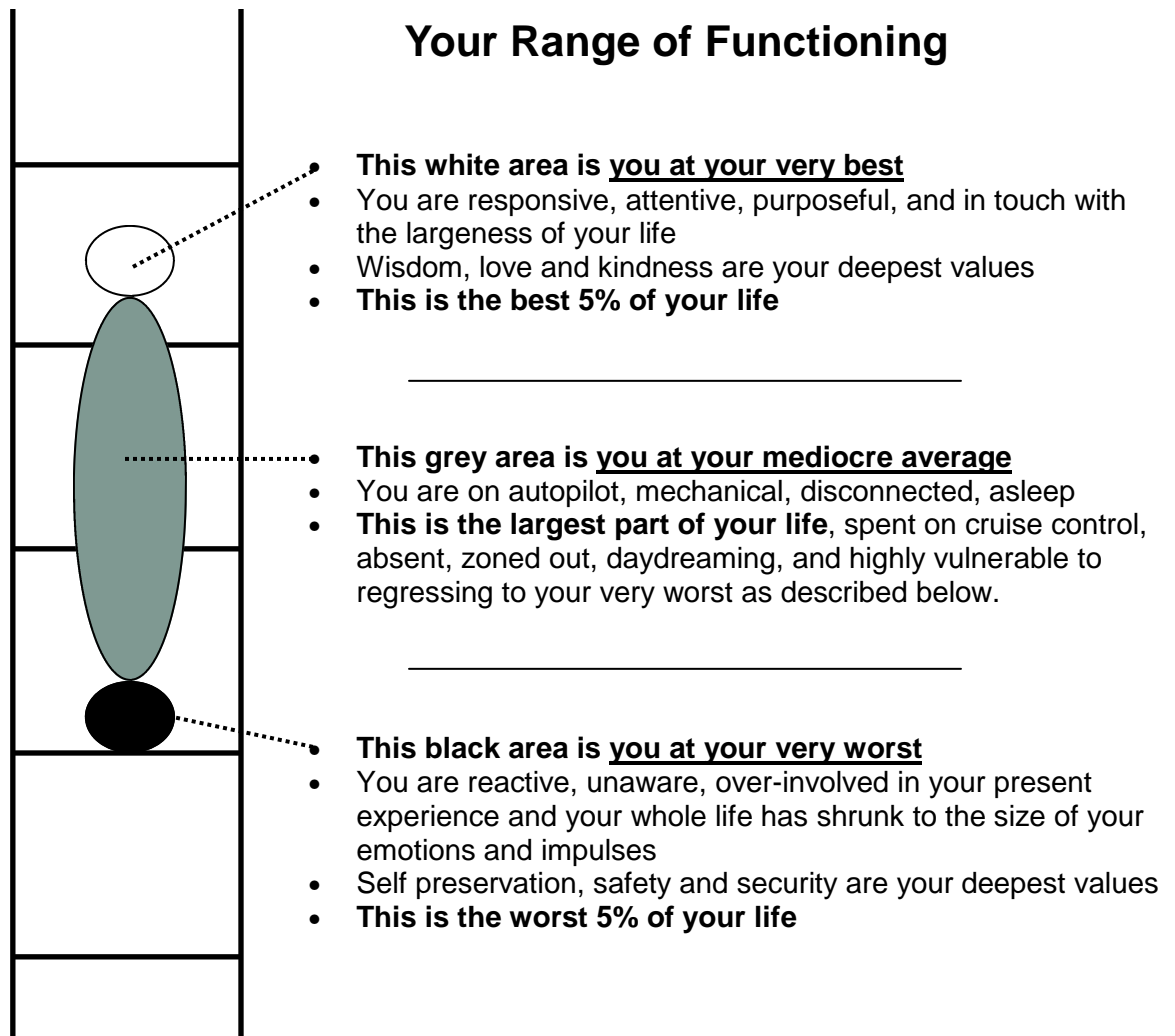 Your Range of Functioning
• This white area is you at your very best
• You are responsive, attentive, purposeful, and in touch with
the largeness of your life
• Wisdom, love and kindness are your deepest values
• This is the best 5% of your life
• This grey area is you at your mediocre average
• You are on autopilot, mechanical, disconnected, asleep
• This is the largest part of your life, spent on cruise control,
absent, zoned out, daydreaming, and highly vulnerable to
regressing to your very worst as described below.
• This black area is you at your very worst
• You are reactive, unaware, over-involved in your present
experience and your whole life has shrunk to the size of your
emotions and impulses
• Self preservation, safety and security are your deepest values
• This is the worst 5% of your life